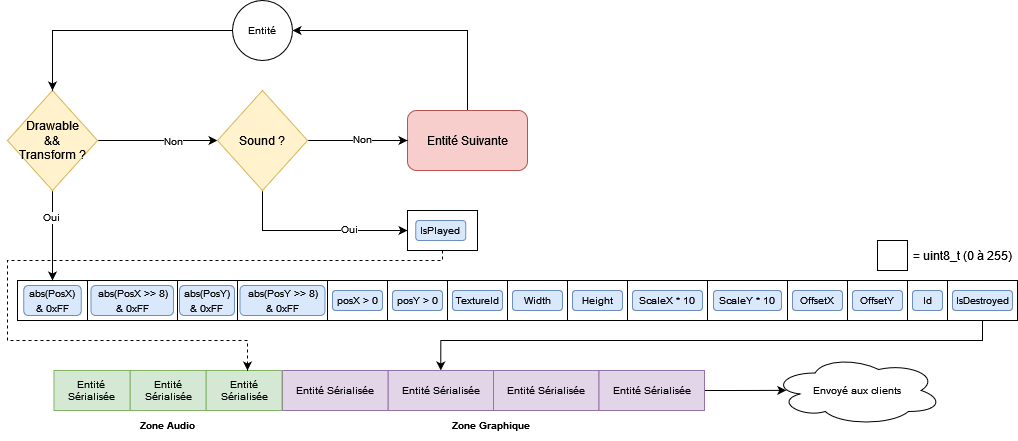 Entité
Drawable
&&
Transform ?
Non
Sound ?
Non
Entité Suivante
Oui
Oui
IsPlayed
= uint8_t (0 à 255)
abs(PosX)
& 0xFF
abs(PosX >> 8)
& 0xFF
abs(PosY)
& 0xFF
abs(PosY >> 8)
& 0xFF
posX > 0
posY > 0
TextureId
Width
Height
ScaleX * 10
ScaleY * 10
OffsetX
OffsetY
Id
IsDestroyed
Entité
Sérialisée
Entité
Sérialisée
Entité
Sérialisée
Entité Sérialisée
Entité Sérialisée
Entité Sérialisée
Entité Sérialisée
Envoyé aux clients
Zone Audio
Zone Graphique